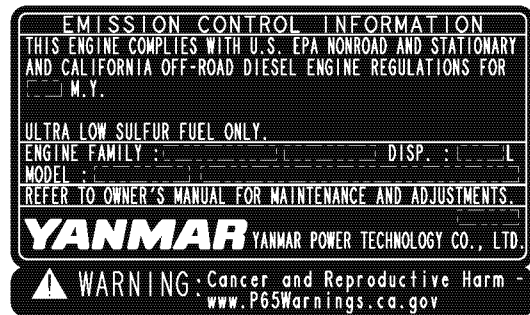 EMISSION CONTROL INFORMATION
THIS ENGINE COMPLIES WITH U.S. EPA NONROAD AND STATIONARY
AND CALIFORNIA OFF-ROAD DIESEL ENGINE REGULATIONS FOR
M.Y.
ULTRA LOW SULFUR FUEL ONLY.
ENGINE FAMILY : DISP. : L
MODEL :
REFER TO OWNER'S MANUAL FOR MAINTENANCE AND ADJUSTMENTS.
YANMAR YANMAR POWER TECHNOLOGY CO., LTD.
WARNING: Cancer and Reproductive Harm -
www.P65Warnings.ca.gov